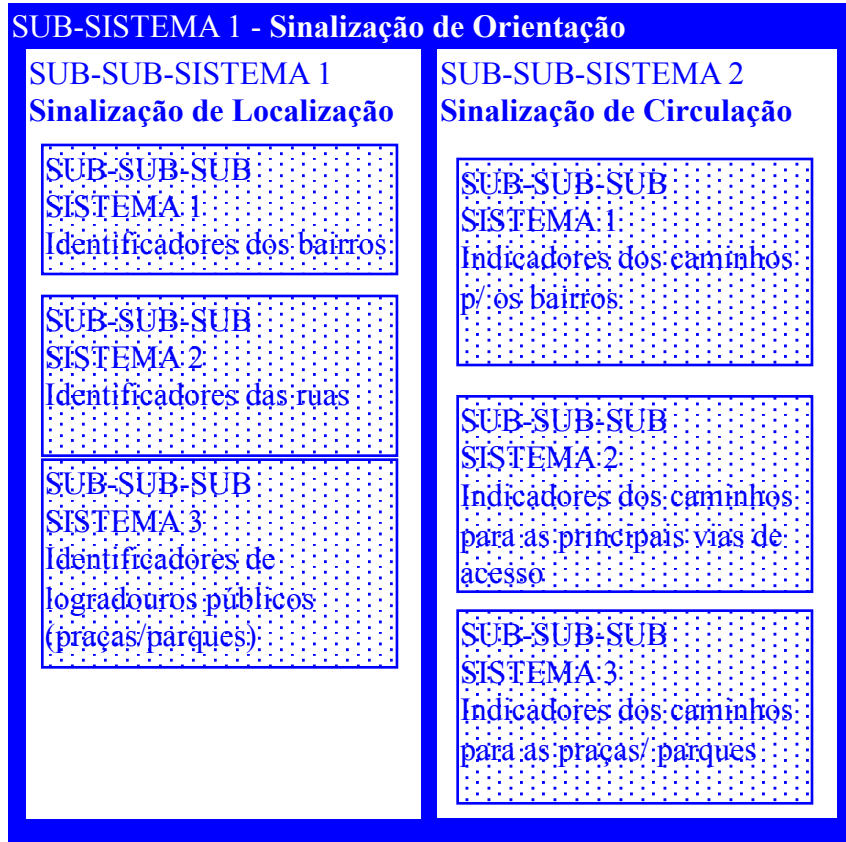 SUB-SISTEMA 1 - Sinalização de Orientação
SUB-SUB-SISTEMA 1
Sinalização de Localização
SUB-SUB-SUB
SISTEMA 1
Identificadores dos bairros
SUB-SUB-SUB
SISTEMA 2
Identificadores das ruas
SUB-SUB-SUB
SISTEMA 3
Identificadores de
logradouros públicos
(praças/parques)
SUB-SUB-SISTEMA 2
Sinalização de Circulação
SUB-SUB-SUB
SISTEMA 1
Indicadores dos caminhos
p/ os bairros
SUB-SUB-SUB
SISTEMA 2
Indicadores dos caminhos
para as principais vias de
acesso
SUB-SUB-SUB
SISTEMA 3
Indicadores dos caminhos
para as praças/ parques